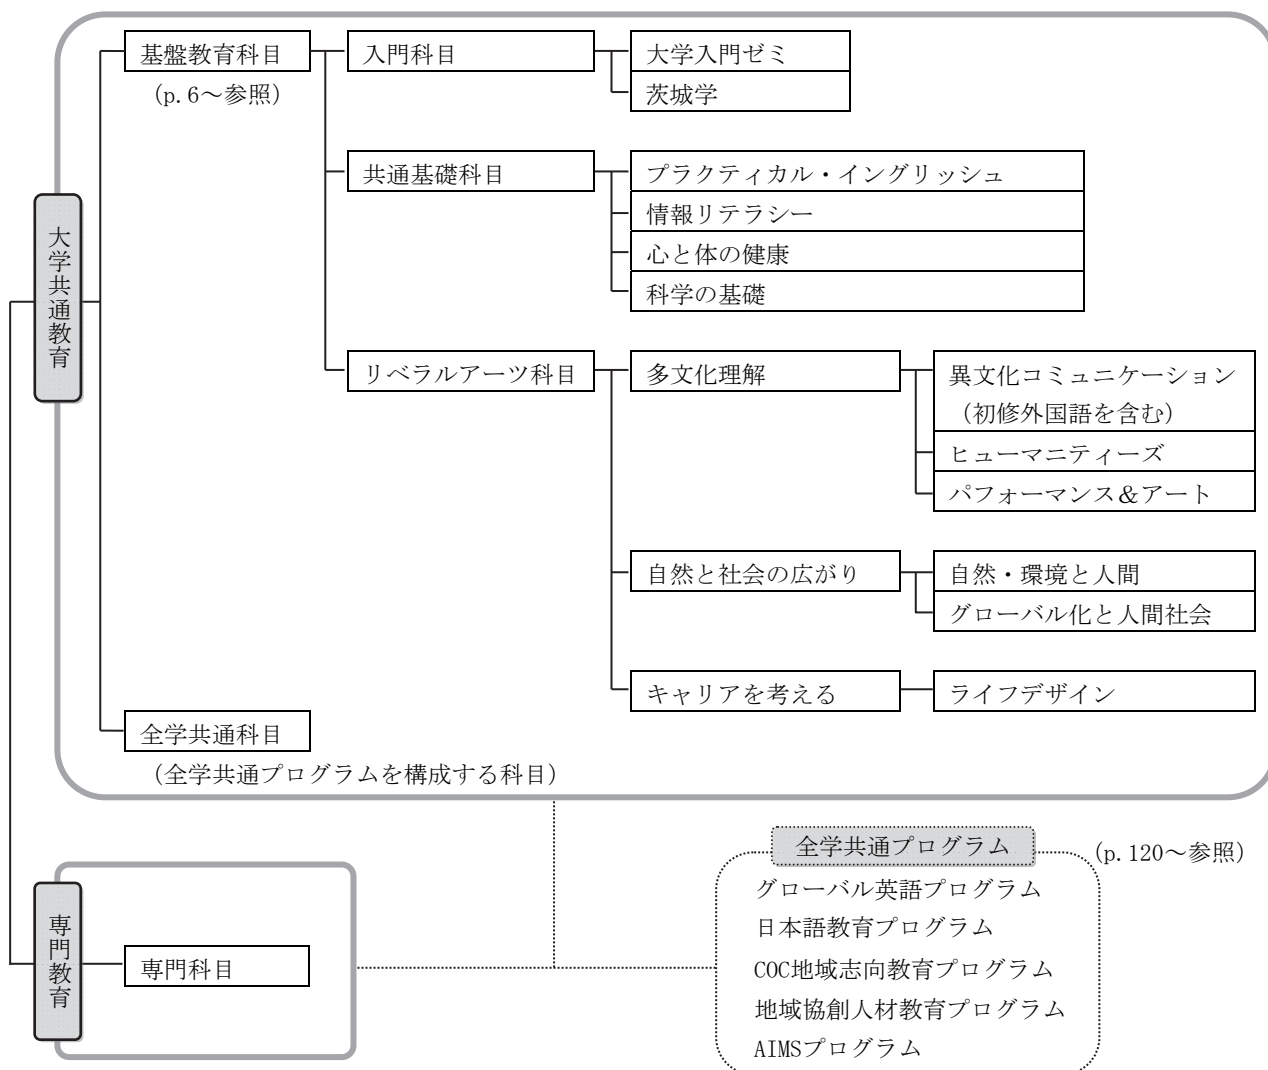 基盤教育科目
(p.6～参照)
入門科目
大学入門ゼミ
茨城学
共通基礎科目
プラクティカル・イングリッシュ
情報リテラシー
心と体の健康
科学の基礎
大学共通教育
リベラルアーツ科目
多文化理解
異文化コミュニケーション
（初修外国語を含む）
ヒューマニティーズ
パフォーマンス＆アート
自然と社会の広がり
自然・環境と人間
グローバル化と人間社会
キャリアを考える
ライフデザイン
全学共通科目
（全学共通プログラムを構成する科目）
専門教育
専門科目
全学共通プログラム
(p.120～参照)
グローバル英語プログラム
日本語教育プログラム
COC地域志向教育プログラム
地域協創人材教育プログラム
AIMSプログラム